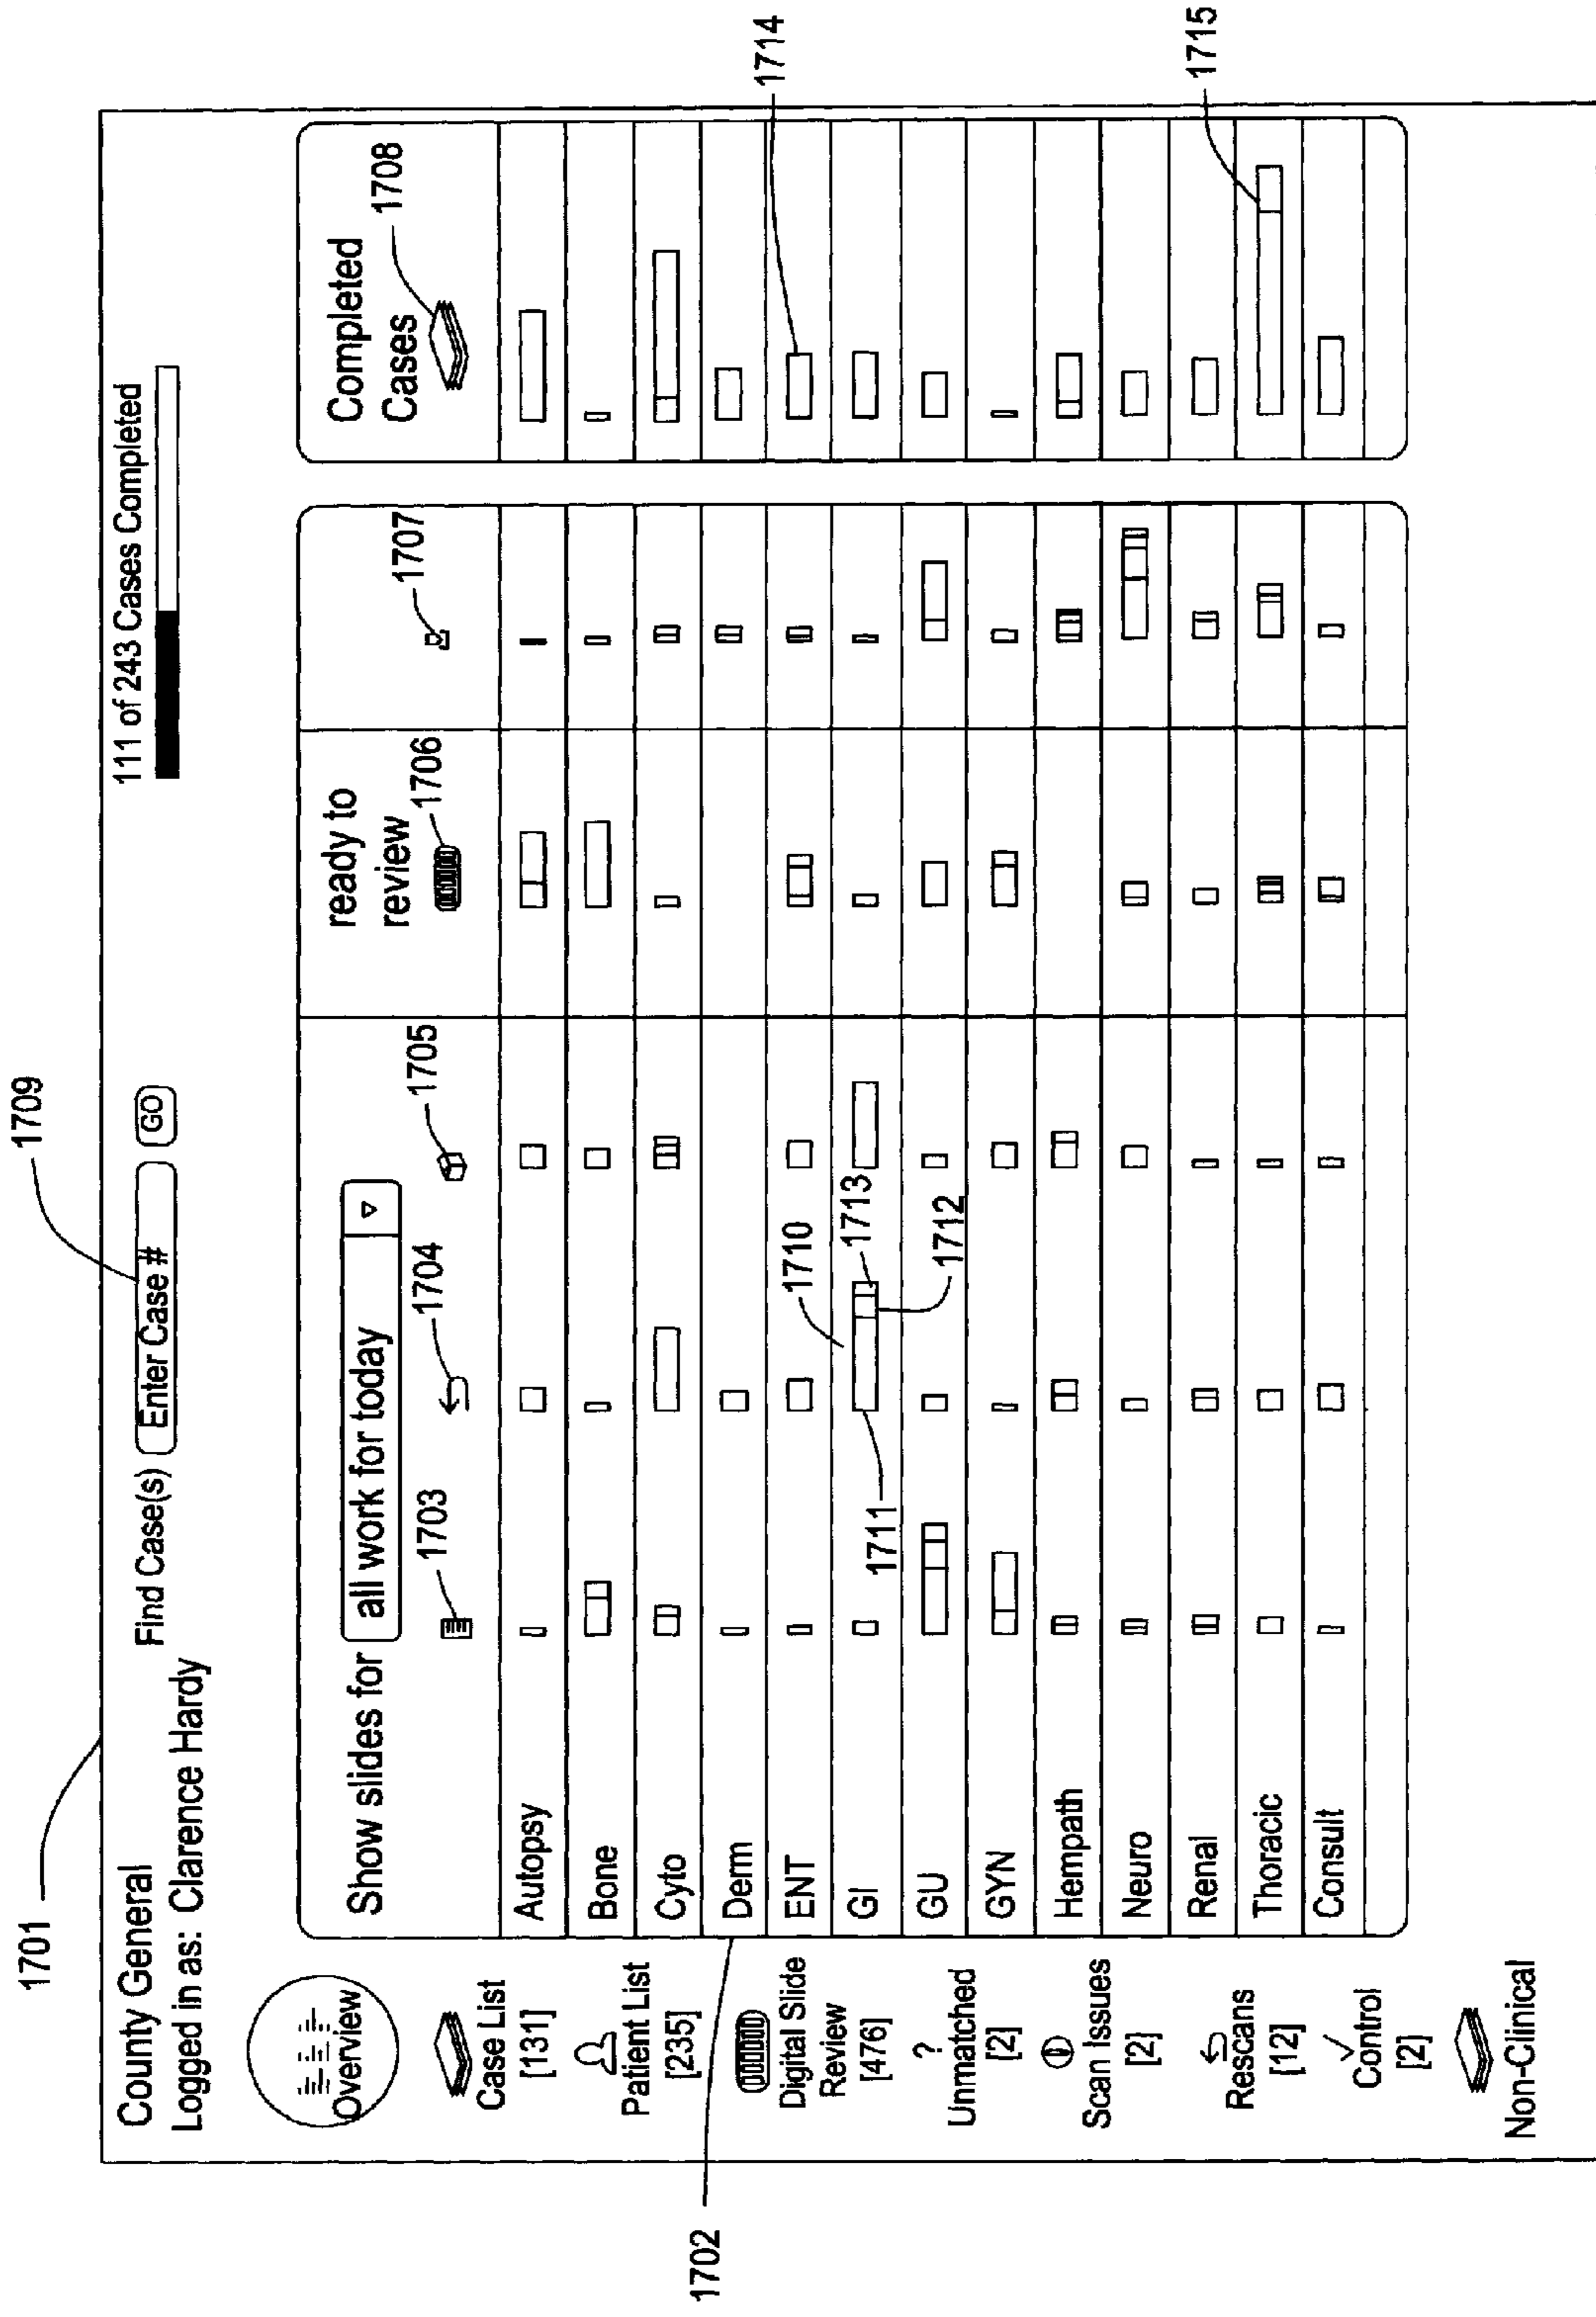 1701
1709
County General
Logged in as: Clarence Hardy
Find Case(s) Enter Case # GO
111 of 243 Cases Completed
Overview
Case List
[131]
Patient List
[235]
Digital Slide
Review
[476]
?
Unmatched
[2]
Scan Issues
[2]
Rescans
[12]
Control
[2]
Non-Clinical
1702
Show slides for all work for today
1703
1704
1705
ready to
review
1706
1707
Completed
Cases
1708
Autopsy
Bone
Cyto
Derm
ENT
1710
1714
GI
1711
1713
1712
GU
GYN
Hempath
Neuro
Renal
Thoracic
1715
Consult